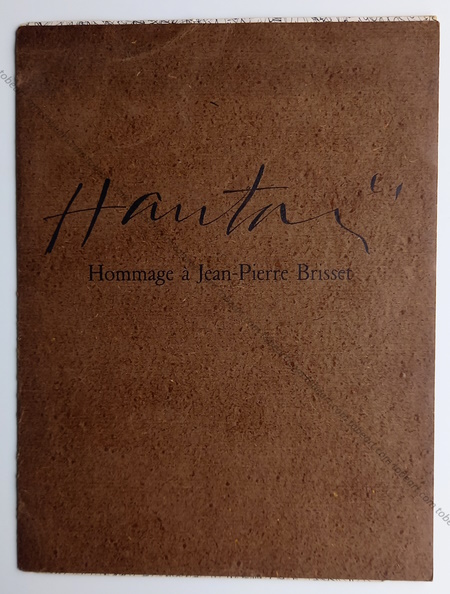 Hantaï
Hommage à Jean-Pierre Brisset